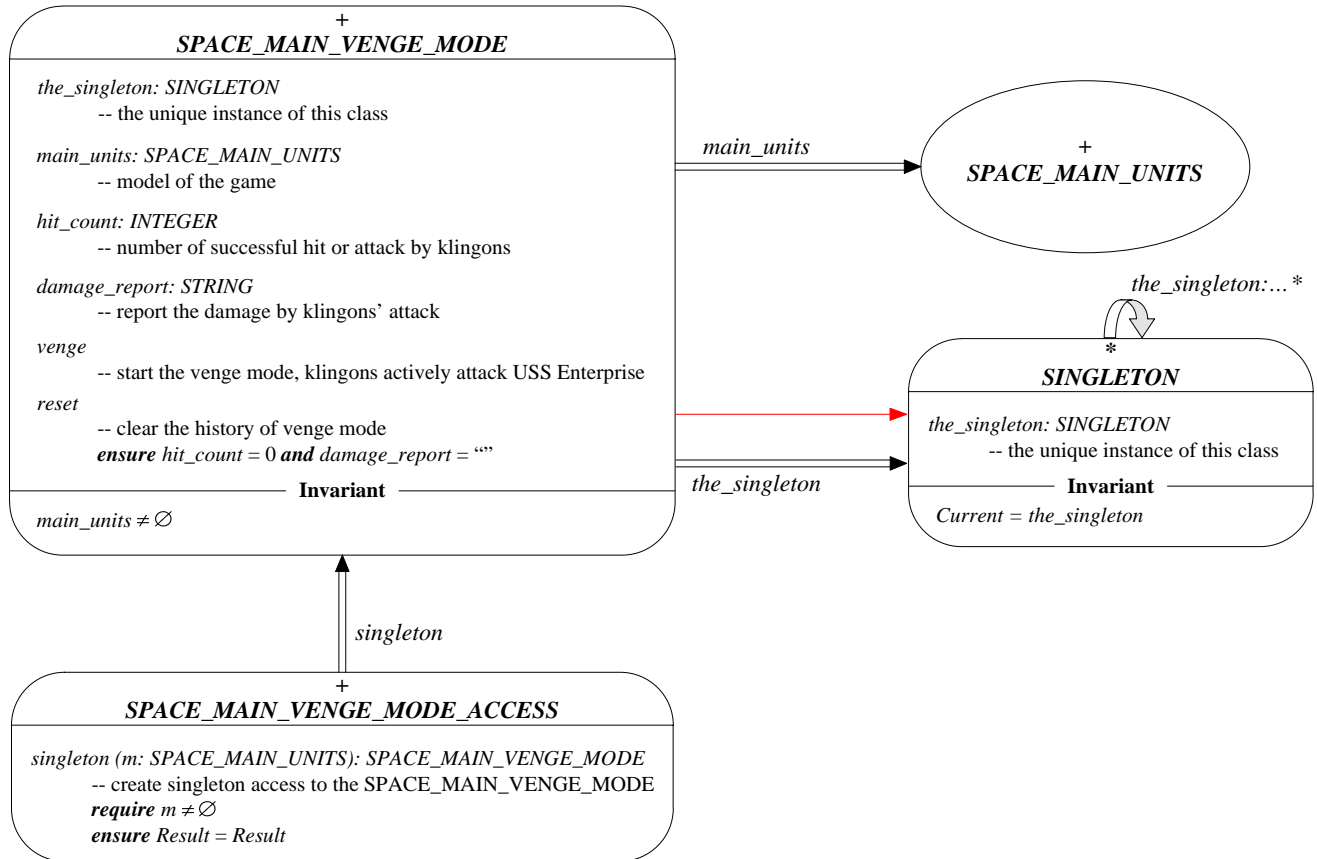 +
SPACE_MAIN_VENGE_MODE
the_singleton: SINGLETON
-- the unique instance of this class
main_units: SPACE_MAIN_UNITS
-- model of the game
hit_count: INTEGER
-- number of successful hit or attack by klingons
damage_report: STRING
-- report the damage by klingons’ attack
venge
-- start the venge mode, klingons actively attack USS Enterprise
reset
-- clear the history of venge mode
ensure hit_count = 0 and damage_report = “”
Invariant
main_units ≠ ∅
main_units
+
SPACE_MAIN_UNITS
the_singleton:…*
*
SINGLETON
the_singleton: SINGLETON
-- the unique instance of this class
Invariant
Current = the_singleton
the_singleton
singleton
+
SPACE_MAIN_VENGE_MODE_ACCESS
singleton (m: SPACE_MAIN_UNITS): SPACE_MAIN_VENGE_MODE
-- create singleton access to the SPACE_MAIN_VENGE_MODE
require m ≠ ∅
ensure Result = Result